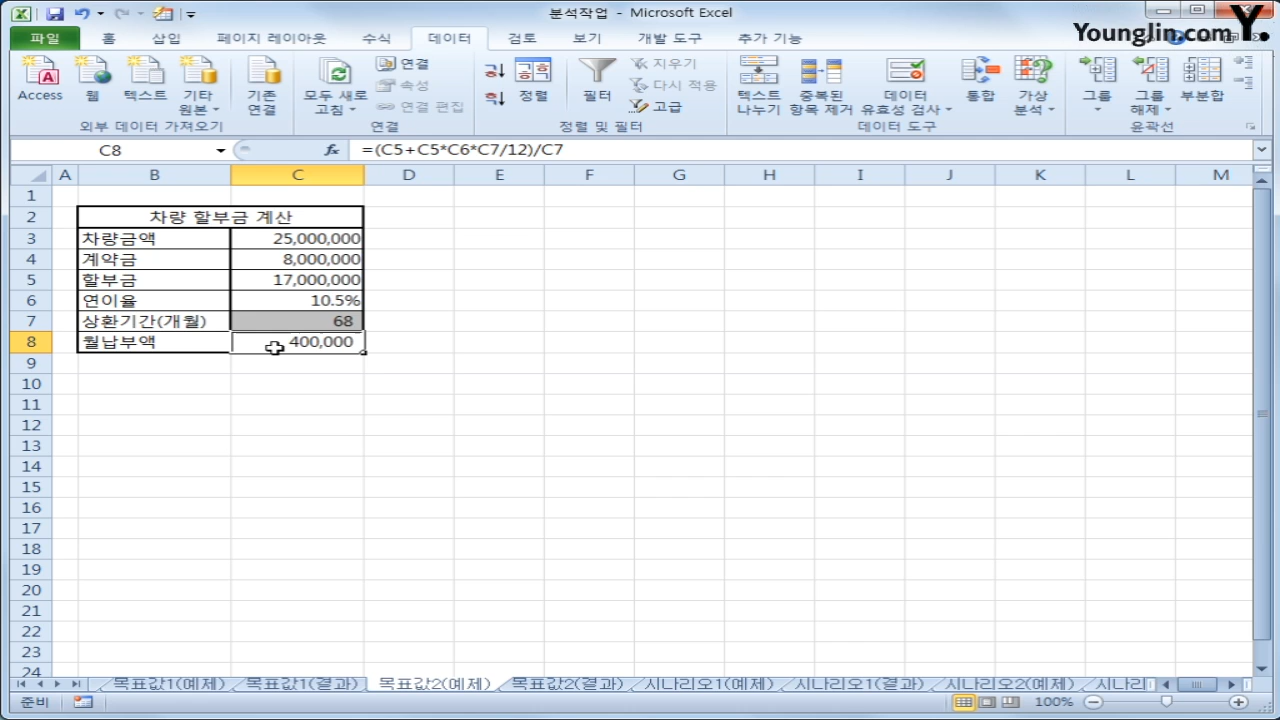 분석작업 - Microsoft Excel
Younglin.com Y.
파일 홈 삽입 페이지 레이아웃 수식 데이터 검토 보기 개발 도구 추가 기능
Access 웹 텍스트 기타 원본 기존 연결
외부 데이터 가져오기
모두 새로 고침 연결 속성 연결 편집
연결
정렬 필터 지우기 다시 적용 고급
정렬 및 필터
텍스트 나누기 중복된 항목 제거 데이터 유효성 검사 통합 가상 분석
데이터 도구
그룹 그룹 해제 부분합
윤곽선
C8 fx =(C5+C5*C6*C7/12)/C7
A B C D E F G H I J K L M
1
2 차량 할부금 계산
3 차량금액 25,000,000
4 계약금 8,000,000
5 할부금 17,000,000
6 연이율 10.5%
7 상환기간(개월) 68
8 월납부액 400,000
9
10
11
12
13
14
15
16
17
18
19
20
21
22
23
24
목표값1(예제) 목표값1(결과) 목표값2(예제) 목표값2(결과) 시나리오1(예제) 시나리오1(결과) 시나리오2(예제) 시나리
준비 100%